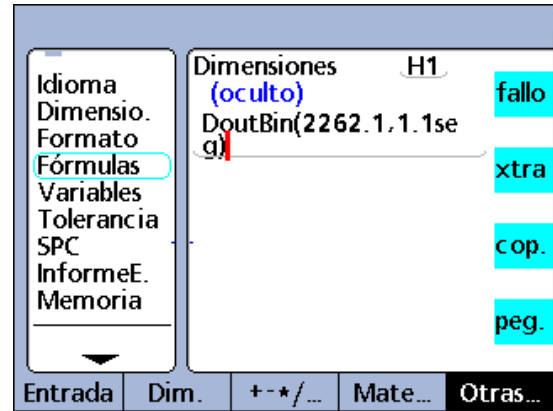 Idioma
Dimensio.
Formato
Fórmulas
Variables
Tolerancia
SPC
InformeE.
Memoria
Dimensiones H1
(oculto)
DoutBin(2262.1,1.1se
g)
fallo
xtra
cop.
peg.
Entrada Dim. +-*/... Mate... Otras...